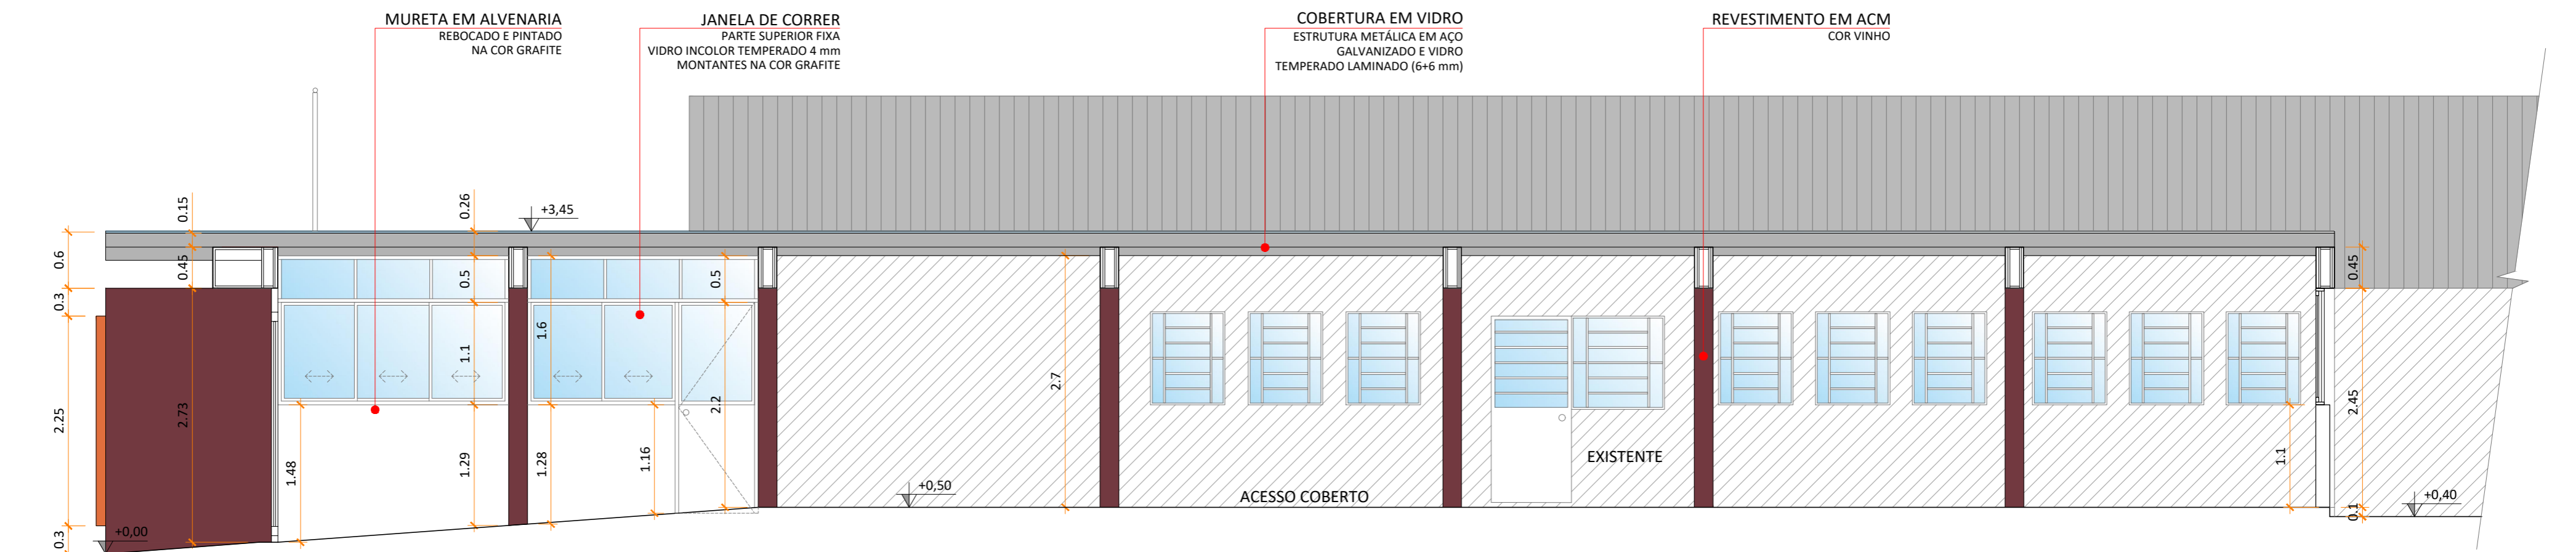 MURETA EM ALVENARIA
REBOCADO E PINTADO
NA COR GRAFITE
JANELA DE CORRER
PARTE SUPERIOR FIXA
VIDRO INCOLOR TEMPERADO 4 mm
MONTANTES NA COR GRAFITE
COBERTURA EM VIDRO
ESTRUTURA METÁLICA EM AÇO
GALVANIZADO E VIDRO
TEMPERADO LAMINADO (6+6 mm)
REVESTIMENTO EM ACM
COR VINHO
0.15
0.26
+3,45
0.6
0.45
0.5
0.5
0.45
0.3
1.6
1.1
2.7
2.25
2.73
2.2
2.45
1.48
1.29
1.28
1.16
EXISTENTE
1.1
+0,50
ACESSO COBERTO
+0,40
0.1
+0,00
0.3